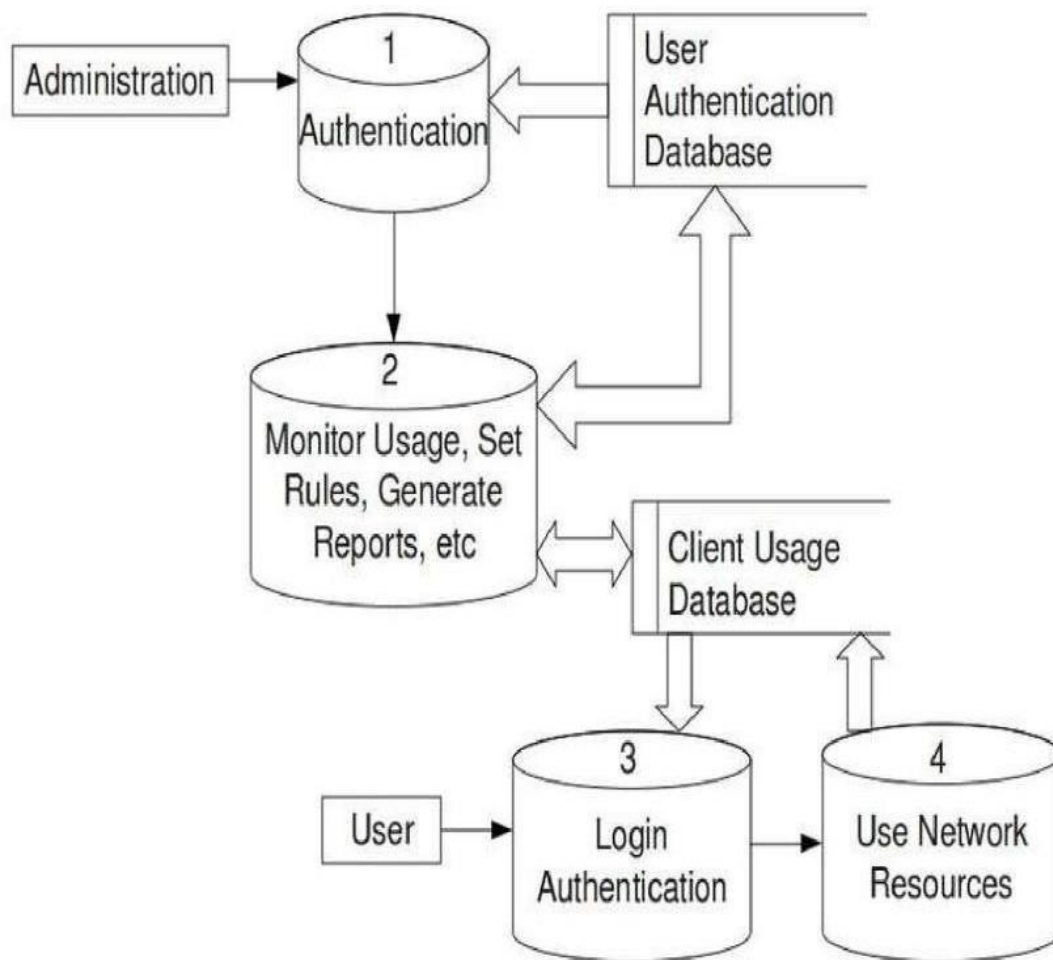 Administration
1
Authentication
User
Authentication
Database
2
Monitor Usage, Set
Rules, Generate
Reports, etc
Client Usage
Database
User
3
Login
Authentication
4
Use Network
Resources